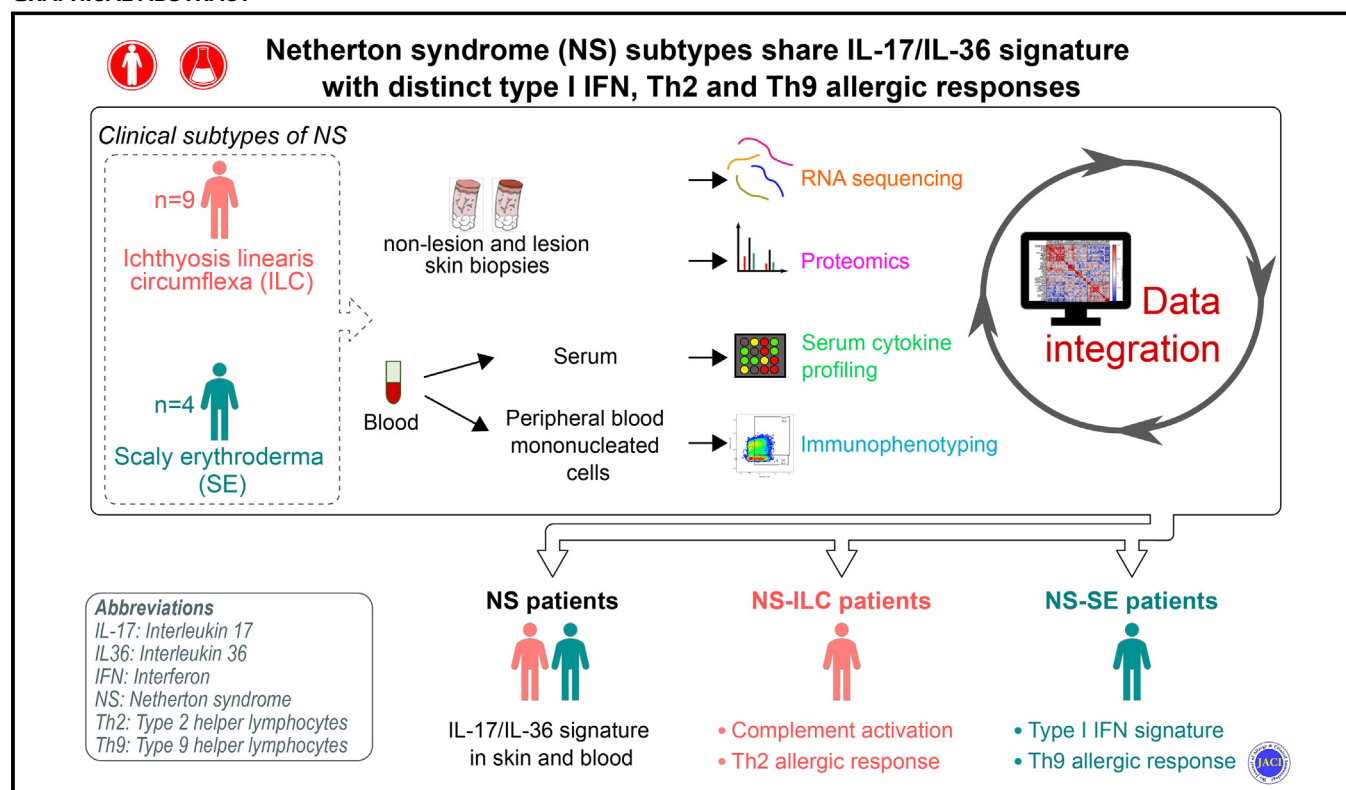 GRAPHICAL ABSTRACT
Netherton syndrome (NS) subtypes share IL-17/IL-36 signature
with distinct type I IFN, Th2 and Th9 allergic responses
Clinical subtypes of NS
n=9
Ichthyosis linearis
circumflexa (ILC)
n=4
Scaly erythroderma
(SE)
non-lesion and lesion
skin biopsies
Blood
Serum
Peripheral blood
mononucleated
cells
RNA sequencing
Proteomics
Serum cytokine
profiling
Immunophenotyping
Data
integration
NS patients
IL-17/IL-36 signature
in skin and blood
NS-ILC patients
• Complement activation
• Th2 allergic response
NS-SE patients
• Type I IFN signature
• Th9 allergic response
Abbreviations
IL-17: Interleukin 17
IL36: Interleukin 36
IFN: Interferon
NS: Netherton syndrome
Th2: Type 2 helper lymphocytes
Th9: Type 9 helper lymphocytes
JACI